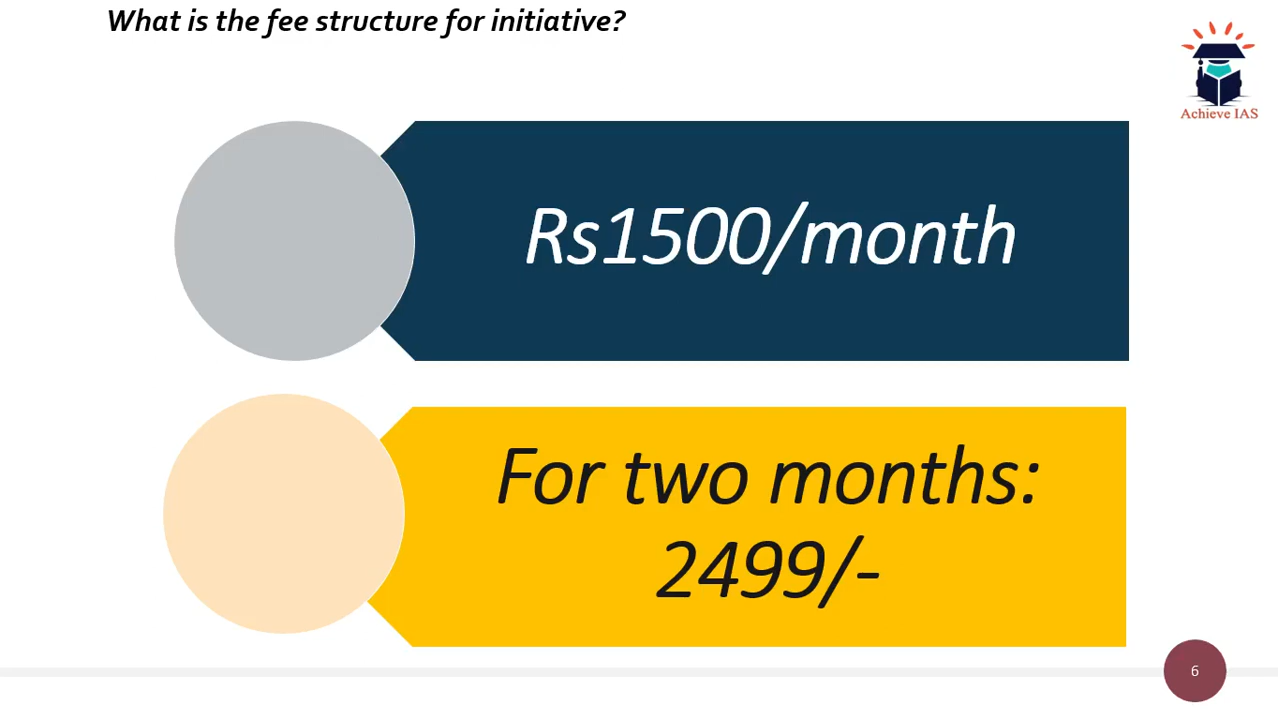 What is the fee structure for initiative?
Achieve IAS
Rs1500/month
For two months:
2499/-
6